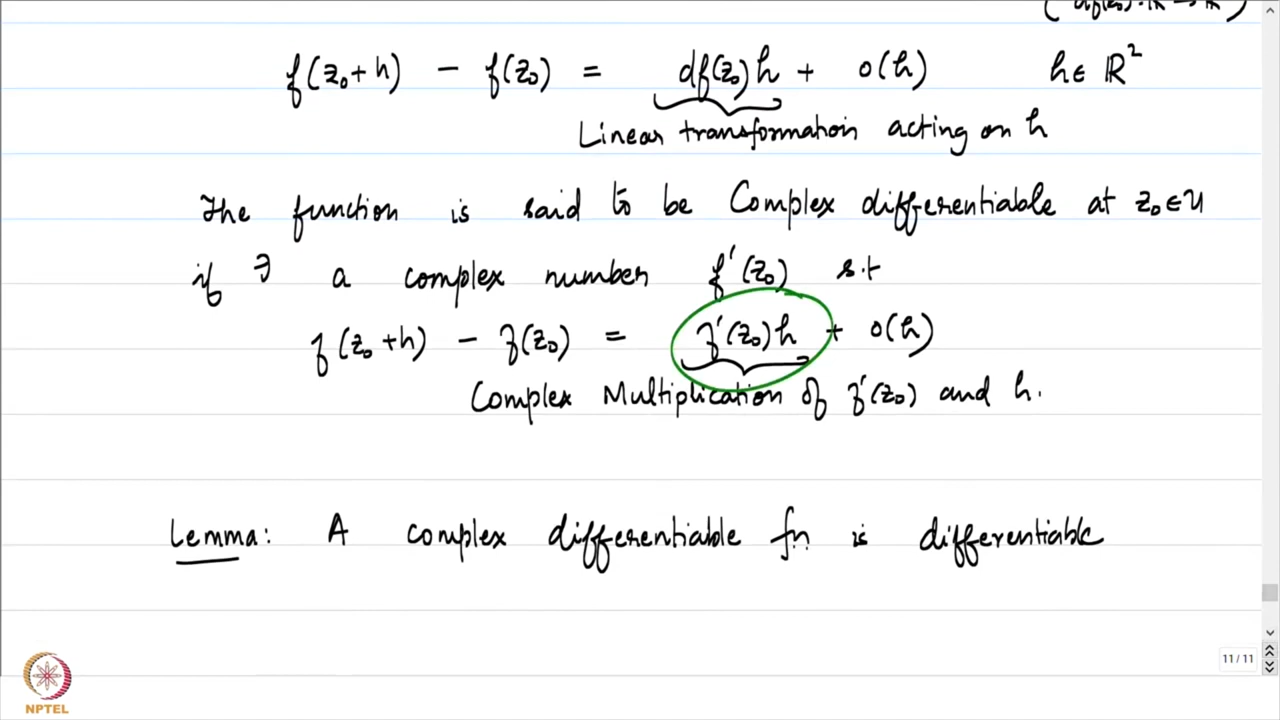 f(z₀+h) - f(z₀) = df(z₀)h + o(h) h ∈ ℝ²
Linear transformation acting on h
The function is said to be Complex differentiable at z₀ ∈ U
if ∃ a complex number f'(z₀) s.t
f(z₀+h) - f(z₀) = f'(z₀)h + o(h)
Complex Multiplication of f'(z₀) and h.
Lemma: A complex differentiable fn is differentiable
11 / 11
NPTEL